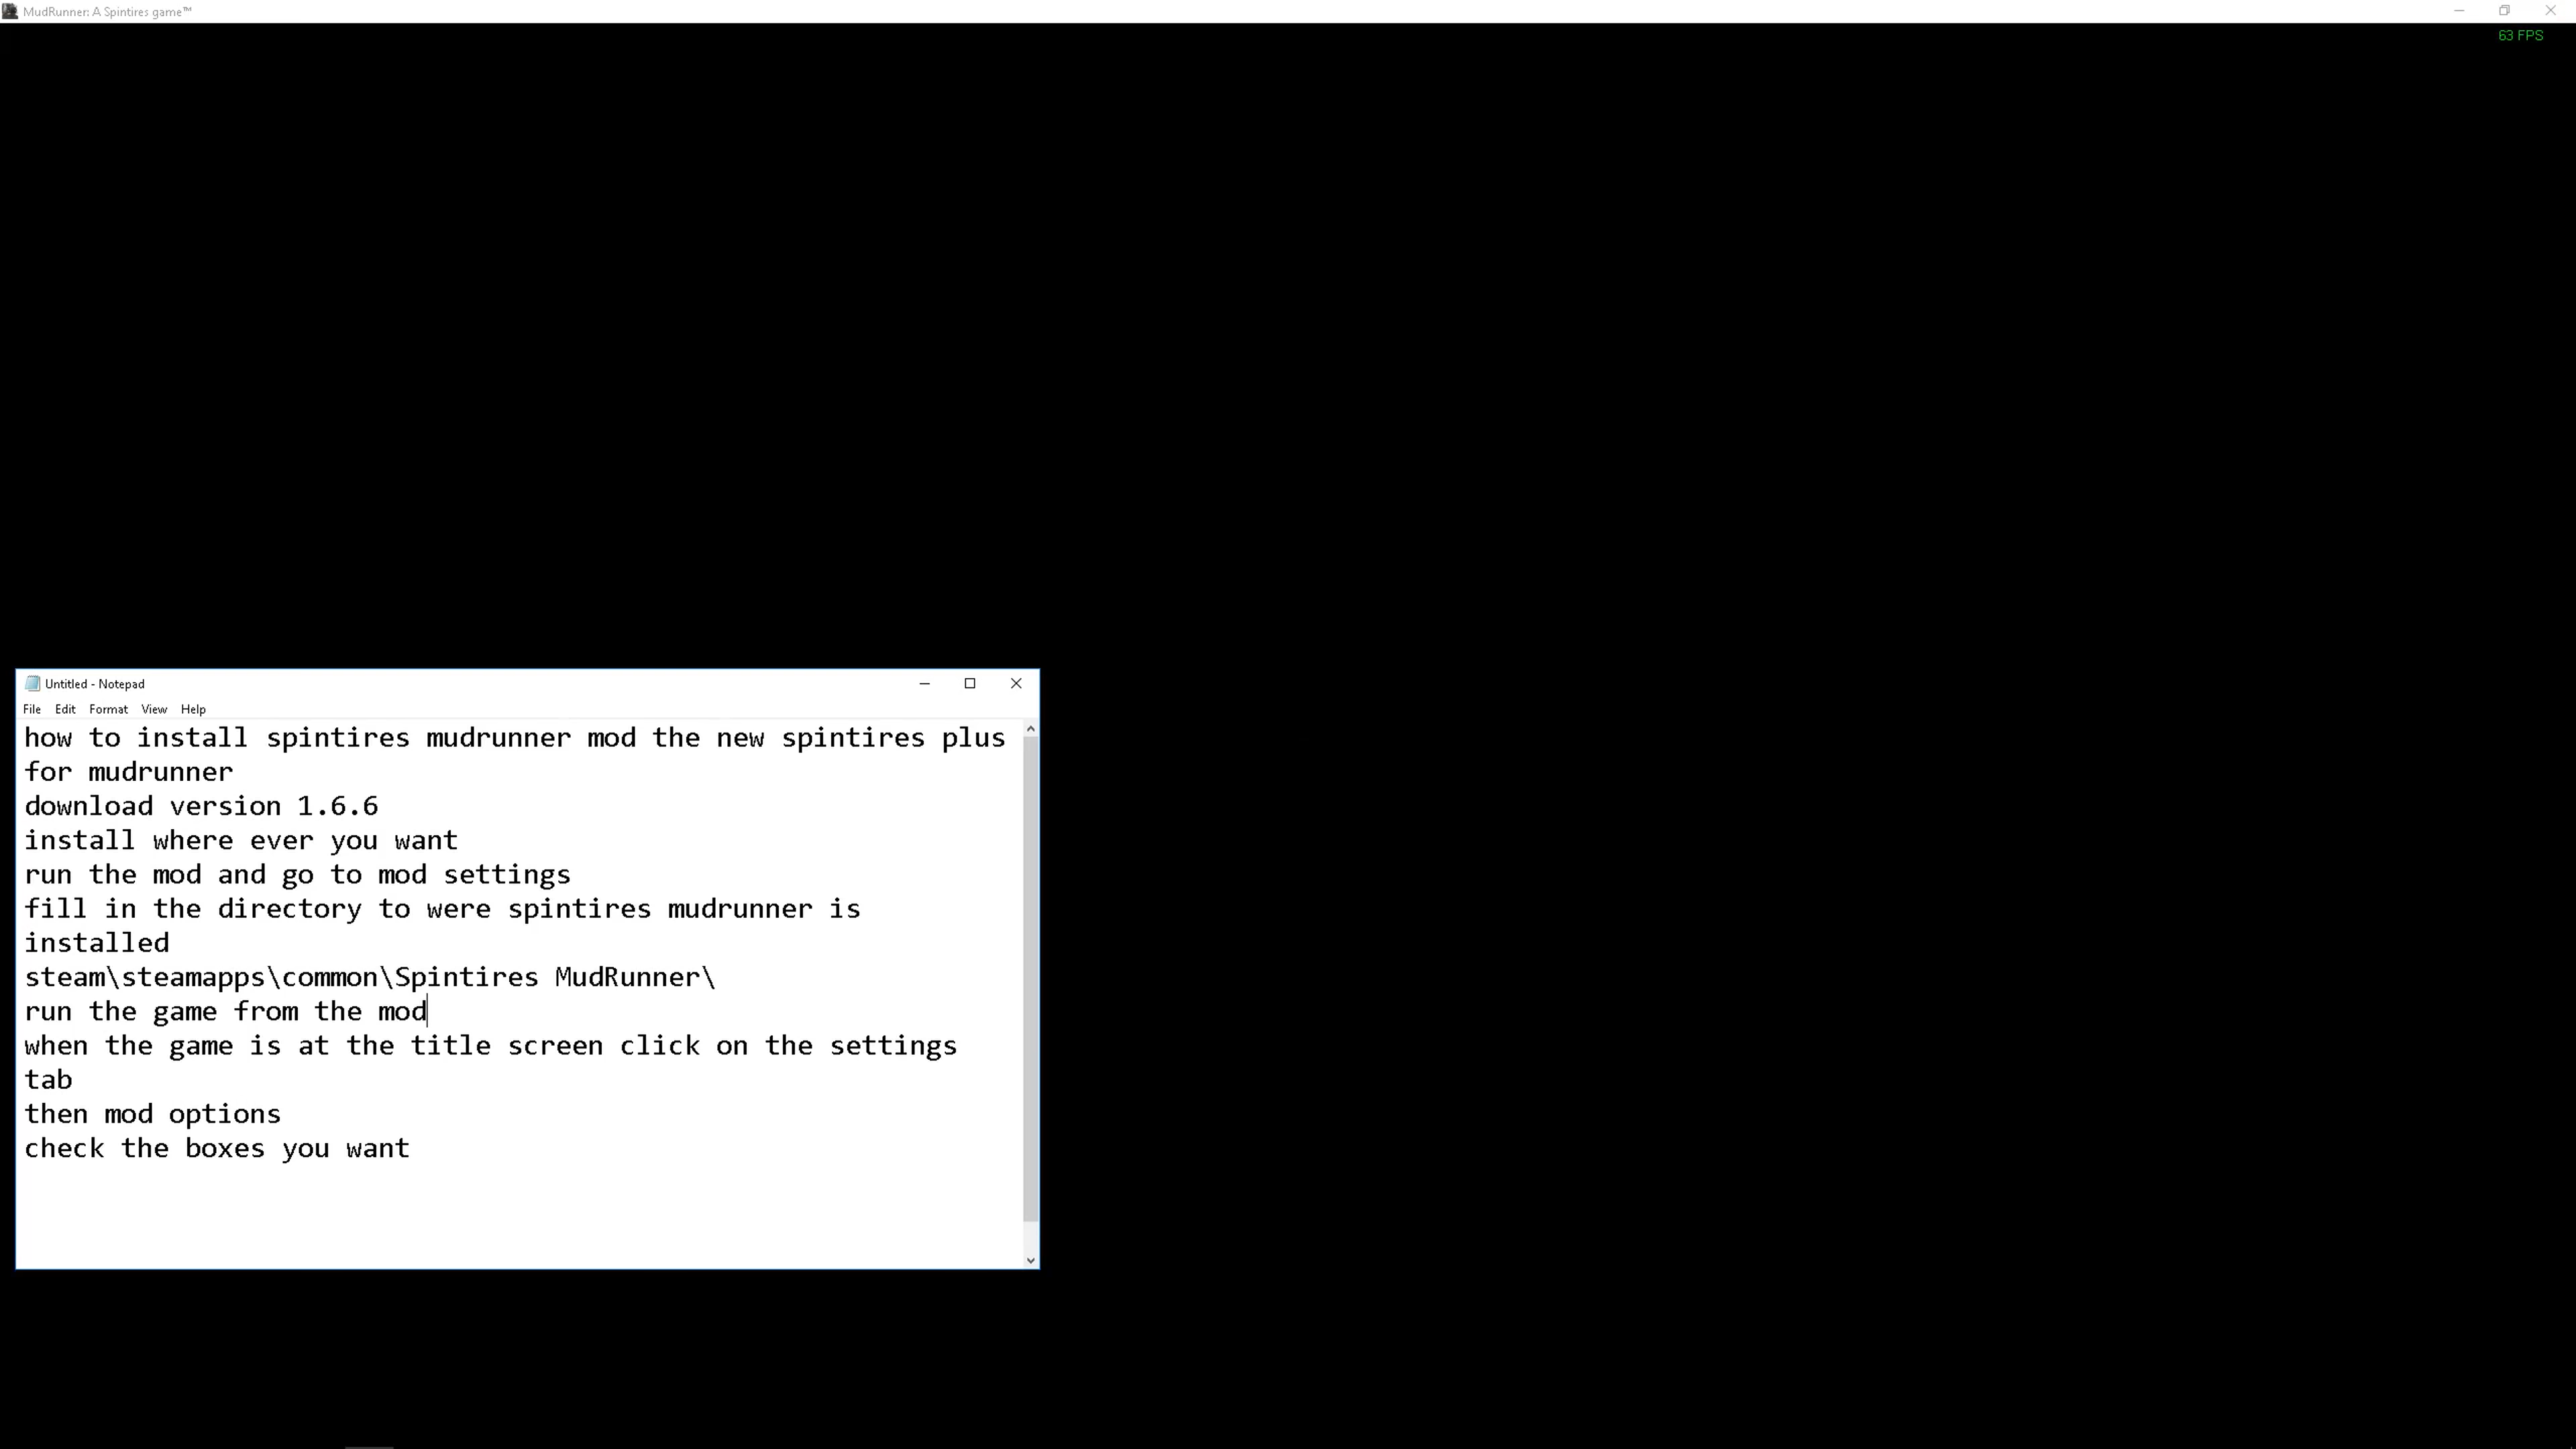 MudRunner: A Spintires game™
63 FPS
Untitled - Notepad
File Edit Format View Help
how to install spintires mudrunner mod the new spintires plus
for mudrunner
download version 1.6.6
install where ever you want
run the mod and go to mod settings
fill in the directory to were spintires mudrunner is
installed
steam\steamapps\common\Spintires MudRunner\
run the game from the mod
when the game is at the title screen click on the settings
tab
then mod options
check the boxes you want